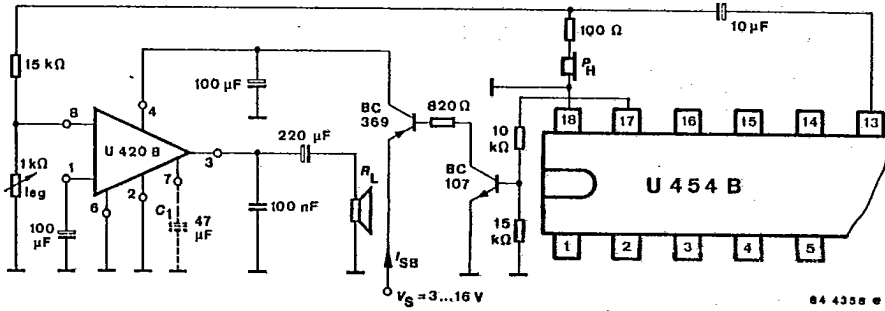 10 µF
100 Ω
15 kΩ
P_H
100 µF
4
BC
369
820 Ω
8
220 µF
10
kΩ
18
17
16
15
14
13
U 420 B
3
1 kΩ
log
1
7
R_L
BC
107
U 454 B
2
6
C₁
47
µF
100
µF
100 nF
15
kΩ
I_SB
1
2
3
4
5
V_S = 3...16 V
84 4358 e